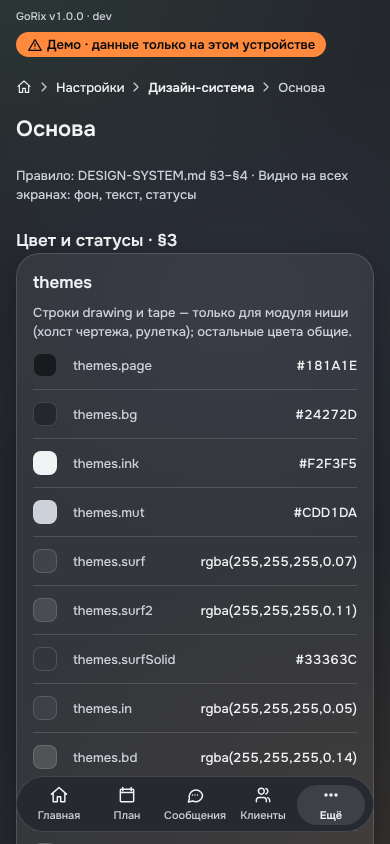 GoRix v1.0.0 · dev
Демо · данные только на этом устройстве
Настройки
Дизайн-система
Основа
Основа
Правило: DESIGN-SYSTEM.md §3–§4 · Видно на всех
экранах: фон, текст, статусы
Цвет и статусы · §3
themes
Строки drawing и tape — только для модуля ниши
(холст чертежа, рулетка); остальные цвета общие.
themes.page #181A1E
themes.bg #24272D
themes.ink #F2F3F5
themes.mut #CDD1DA
themes.surf rgba(255,255,255,0.07)
themes.surf2 rgba(255,255,255,0.11)
themes.surfSolid #33363C
themes.in rgba(255,255,255,0.05)
themes.bd rgba(255,255,255,0.14)
Главная План Сообщения Клиенты Ещё